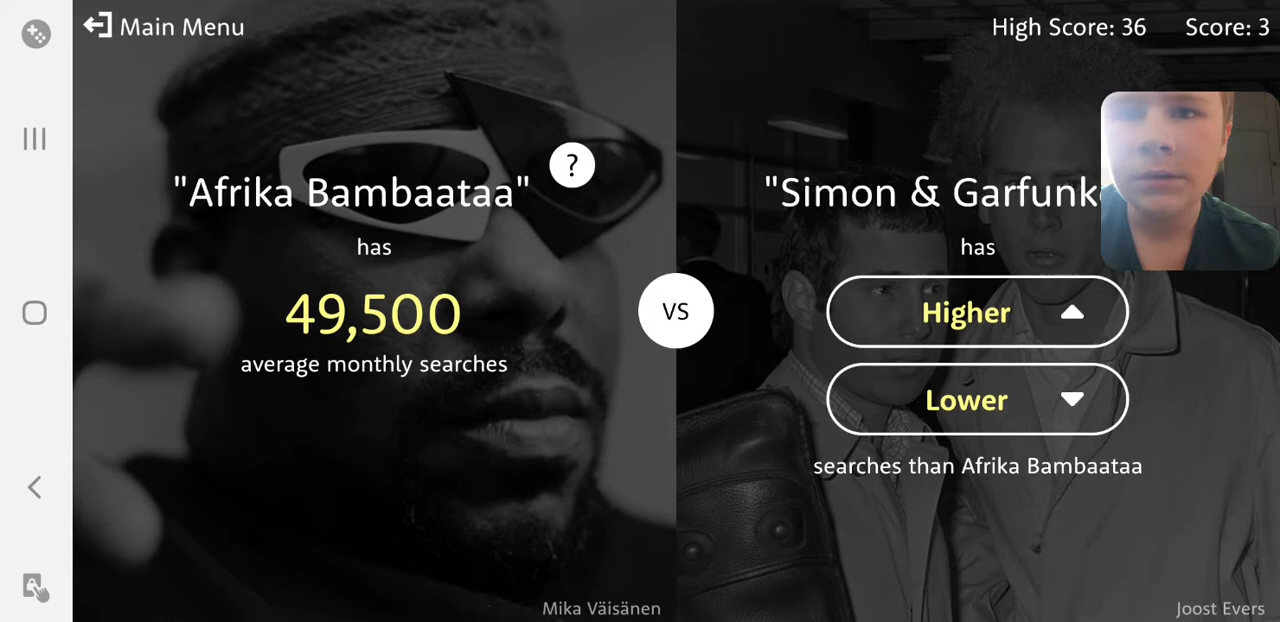 Main Menu
High Score: 36 Score: 3
?
"Afrika Bambaataa"
has
49,500
average monthly searches
VS
"Simon & Garfunk
has
Higher
Lower
searches than Afrika Bambaataa
Mika Väisänen
Joost Evers